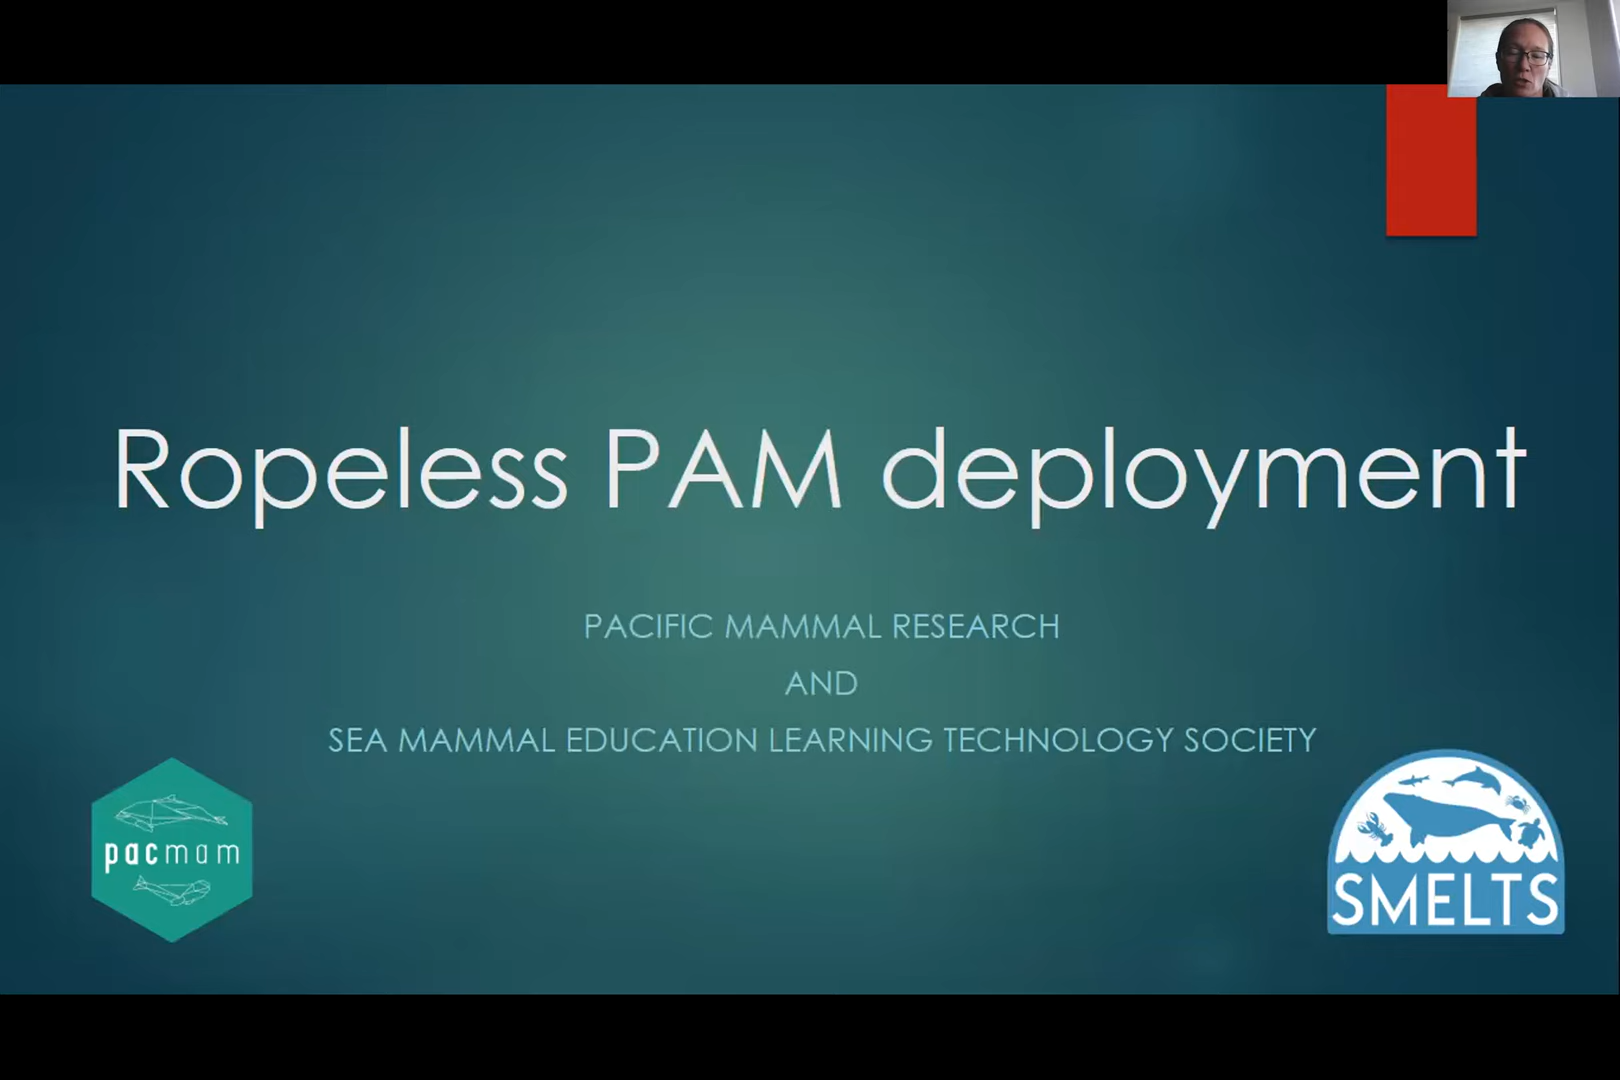 Ropeless PAM deployment
PACIFIC MAMMAL RESEARCH
AND
SEA MAMMAL EDUCATION LEARNING TECHNOLOGY SOCIETY
pacmam
SMELTS